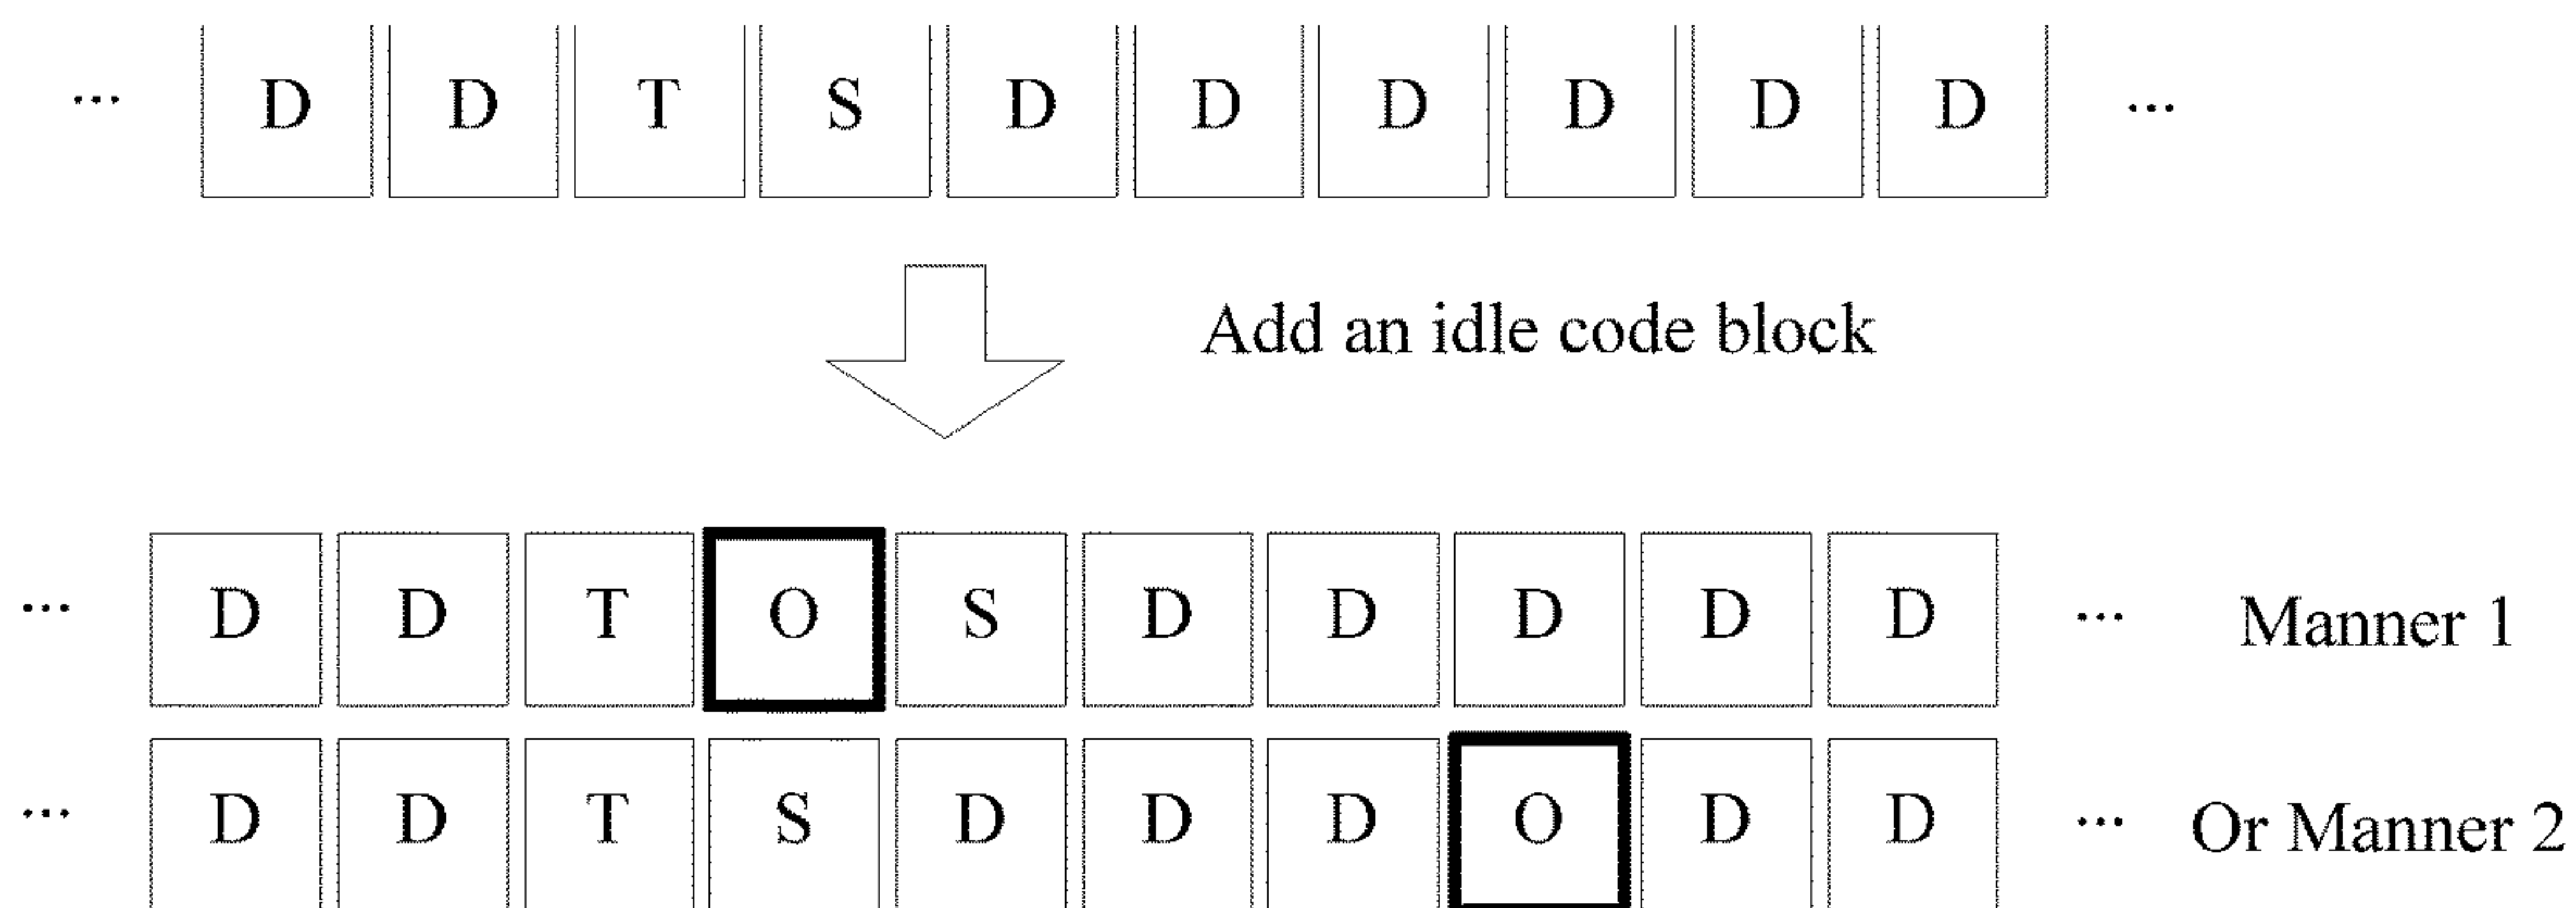 ... D D T S D D D D D D ...
Add an idle code block
... D D T O S D D D D D ... Manner 1
... D D T S D D D O D D ... Or Manner 2